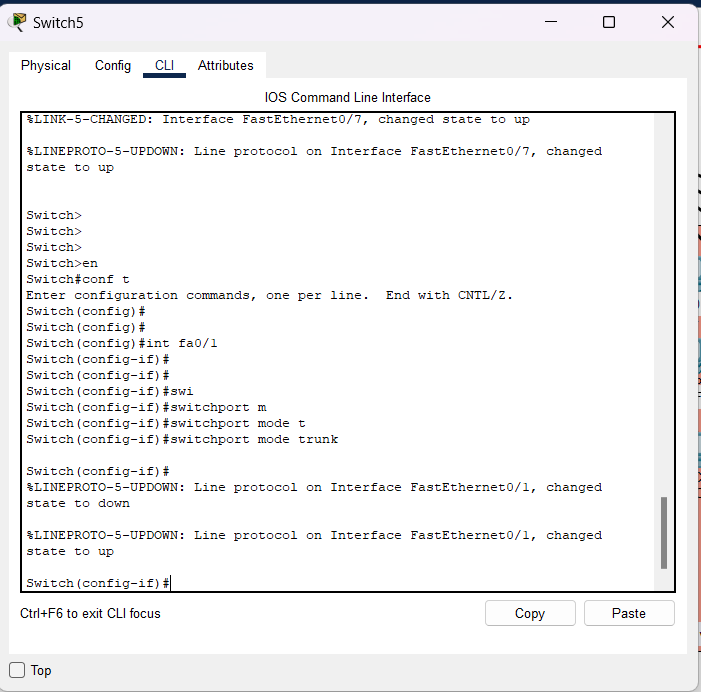 Switch5
Physical Config CLI Attributes
IOS Command Line Interface
%LINK-5-CHANGED: Interface FastEthernet0/7, changed state to up
%LINEPROTO-5-UPDOWN: Line protocol on Interface FastEthernet0/7, changed
state to up
Switch>
Switch>
Switch>
Switch>en
Switch#conf t
Enter configuration commands, one per line.  End with CNTL/Z.
Switch(config)#
Switch(config)#
Switch(config)#int fa0/1
Switch(config-if)#
Switch(config-if)#
Switch(config-if)#swi
Switch(config-if)#switchport m
Switch(config-if)#switchport mode t
Switch(config-if)#switchport mode trunk
Switch(config-if)#
%LINEPROTO-5-UPDOWN: Line protocol on Interface FastEthernet0/1, changed
state to down
%LINEPROTO-5-UPDOWN: Line protocol on Interface FastEthernet0/1, changed
state to up
Switch(config-if)#
Ctrl+F6 to exit CLI focus
Copy Paste
Top